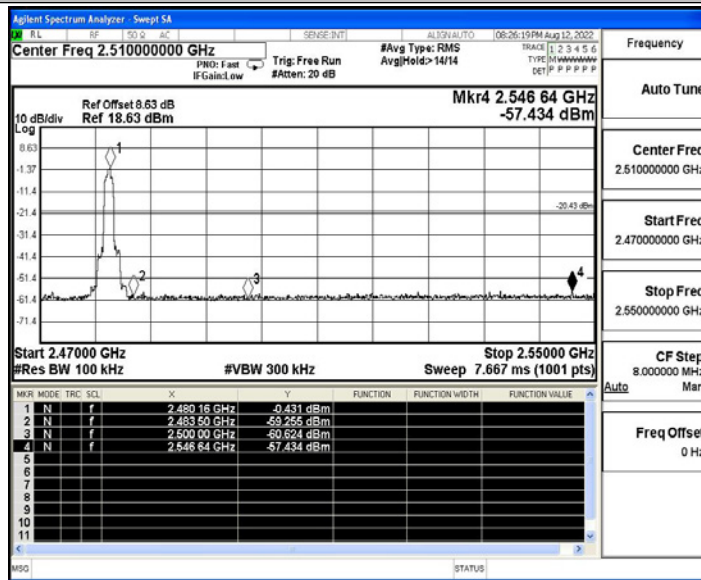 Agilent Spectrum Analyzer - Swept SA
RL RF 50 Ω AC SENSE:INT ALIGN AUTO 08:26:19 PM Aug 12, 2022
Center Freq 2.510000000 GHz
PNO: Fast
IFGain:Low
Trig: Free Run
#Atten: 20 dB
#Avg Type: RMS
Avg|Hold:> 14/14
TRACE 1 2 3 4 5 6
TYPE M W W W W W
DET P P P P P P
Frequency
Auto Tune
Ref Offset 8.63 dB
Ref 18.63 dBm
10 dB/div
Log
Mkr4 2.546 64 GHz
-57.434 dBm
8.63
-1.37
-11.4
-21.4
-31.4
-41.4
-51.4
-61.4
-71.4
1
2
3
4
-20.43 dBm
Center Freq
2.510000000 GHz
Start Freq
2.470000000 GHz
Stop Freq
2.550000000 GHz
CF Step
8.000000 MHz
Auto Man
Freq Offset
0 Hz
Start 2.47000 GHz
Stop 2.55000 GHz
#Res BW 100 kHz
#VBW 300 kHz
Sweep 7.667 ms (1001 pts)
MKR MODE TRC SCL X Y FUNCTION FUNCTION WIDTH FUNCTION VALUE
1 N f 2.480 16 GHz -0.431 dBm
2 N f 2.483 50 GHz -59.255 dBm
3 N f 2.500 00 GHz -60.624 dBm
4 N f 2.546 64 GHz -57.434 dBm
5
6
7
8
9
10
11
MSG
STATUS